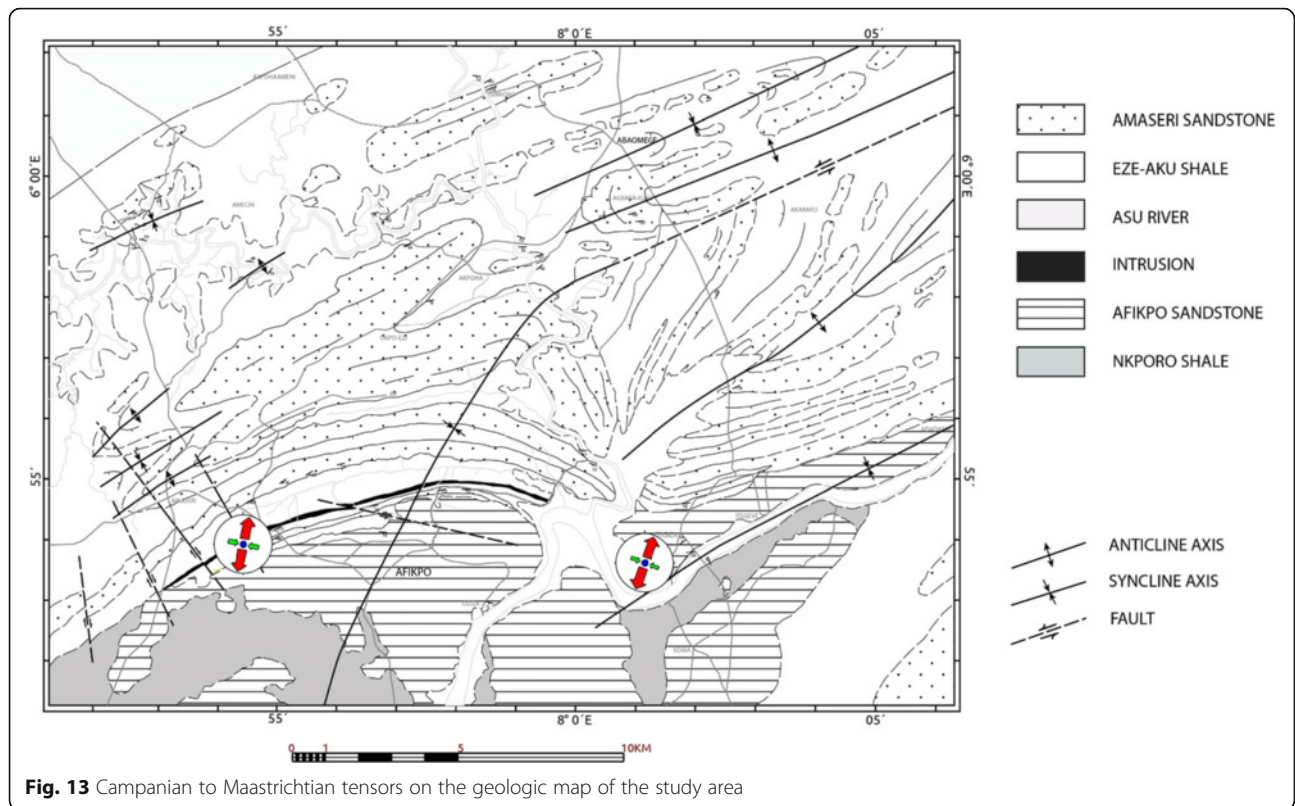 55´
8° 0´E
05´
6° 00´E
6° 00´E
ABAOMEGE
AMECHI
AKPOHA
55´
55´
AFIKPO
EDIBA
55´
8° 0´E
05´
0 1 5 10KM
AMASERI SANDSTONE
EZE-AKU SHALE
ASU RIVER
INTRUSION
AFIKPO SANDSTONE
NKPORO SHALE
ANTICLINE AXIS
SYNCLINE AXIS
FAULT
Fig. 13 Campanian to Maastrichtian tensors on the geologic map of the study area